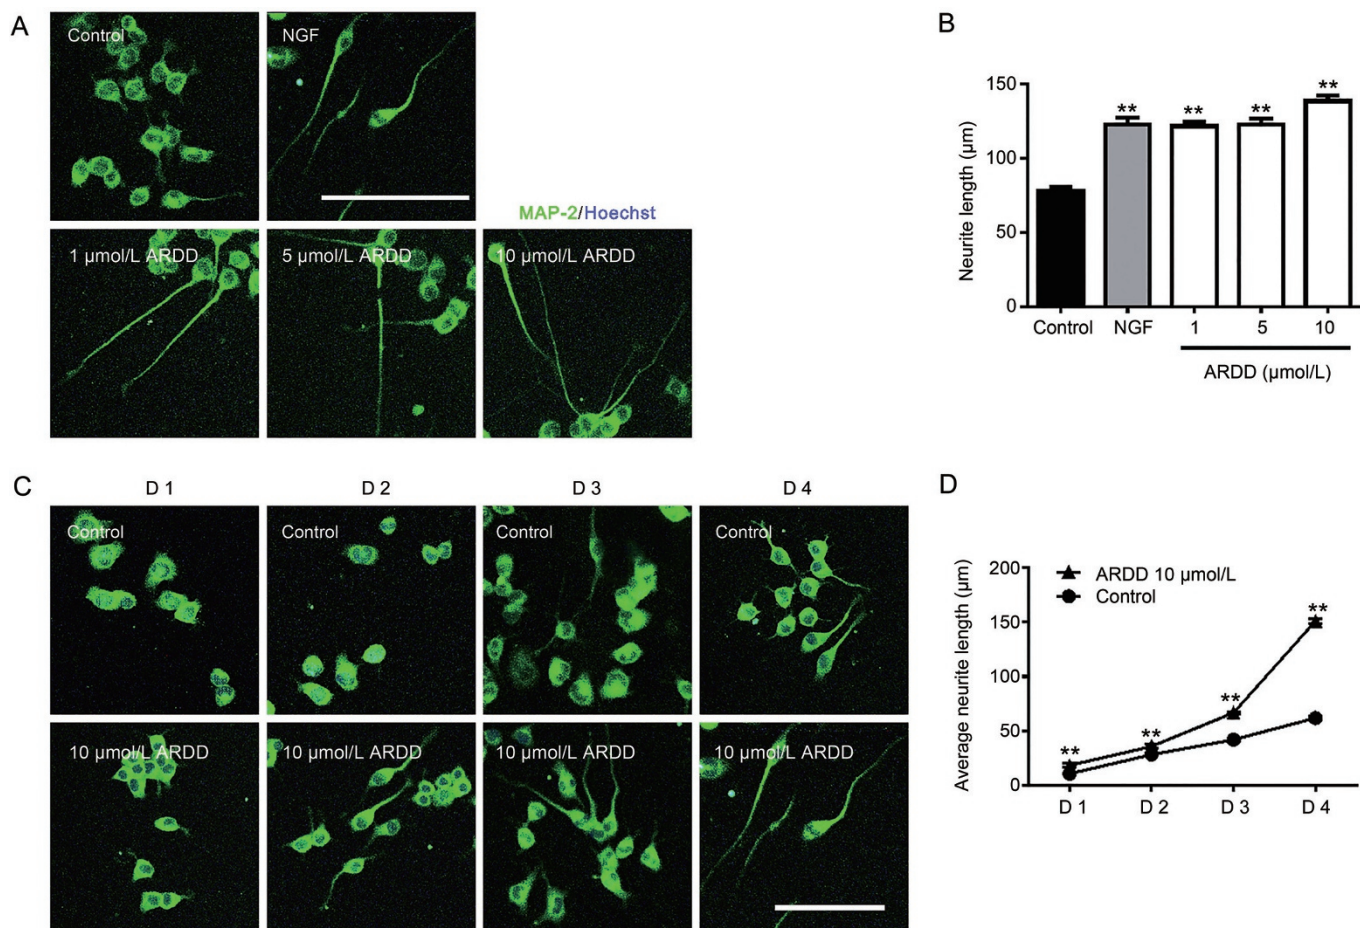 A
Control
NGF
MAP-2/Hoechst
1 µmol/L ARDD
5 µmol/L ARDD
10 µmol/L ARDD
B
Neurite length (µm)
150
100
50
0
**
**
**
**
Control
NGF
1
5
10
ARDD (µmol/L)
C
D 1
D 2
D 3
D 4
Control
Control
Control
Control
10 µmol/L ARDD
10 µmol/L ARDD
10 µmol/L ARDD
10 µmol/L ARDD
D
Average neurite length (µm)
200
150
100
50
0
ARDD 10 µmol/L
Control
**
**
**
**
D 1
D 2
D 3
D 4